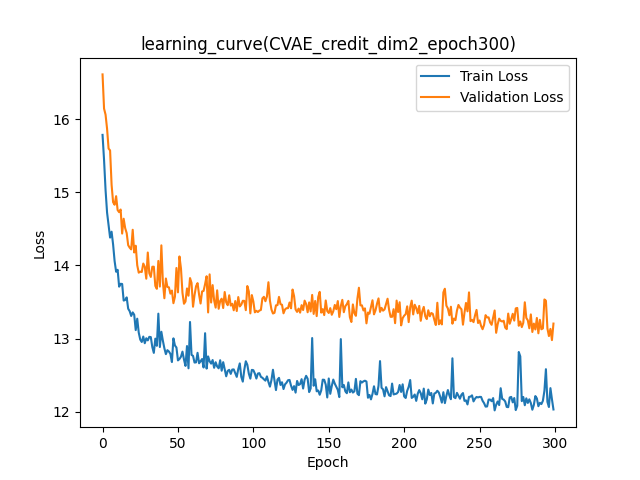 learning_curve(CVAE_credit_dim2_epoch300)
Train Loss
Validation Loss
16
15
14
13
12
Loss
0
50
100
150
200
250
300
Epoch